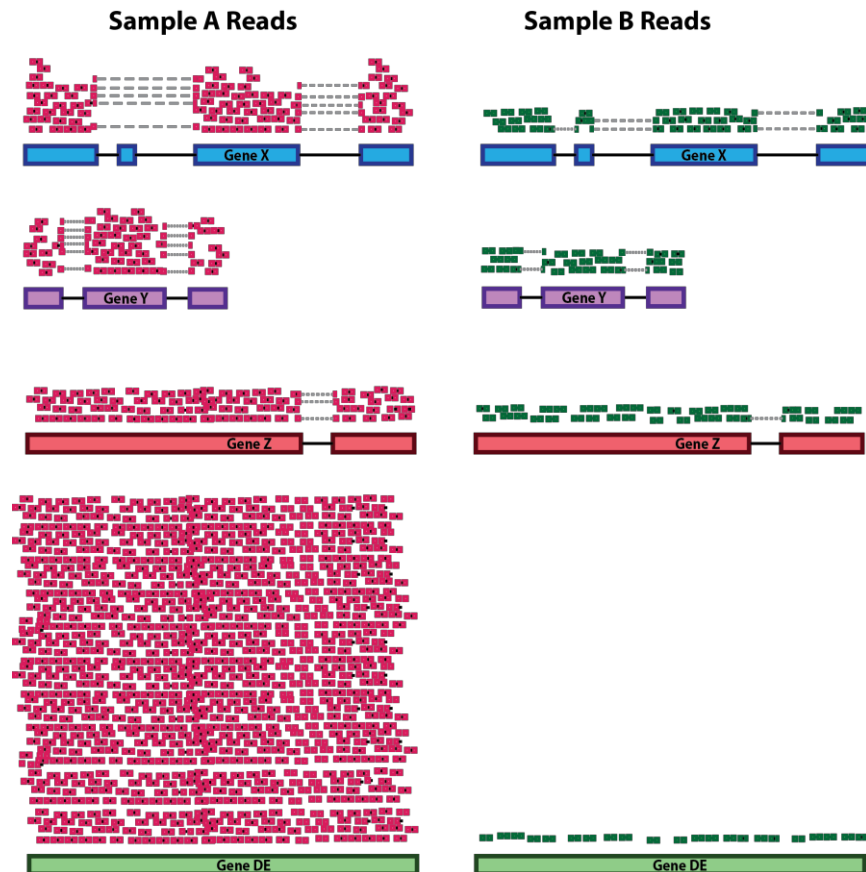 Sample A Reads
Sample B Reads
Gene X
Gene X
Gene Y
Gene Y
Gene Z
Gene Z
Gene DE
Gene DE